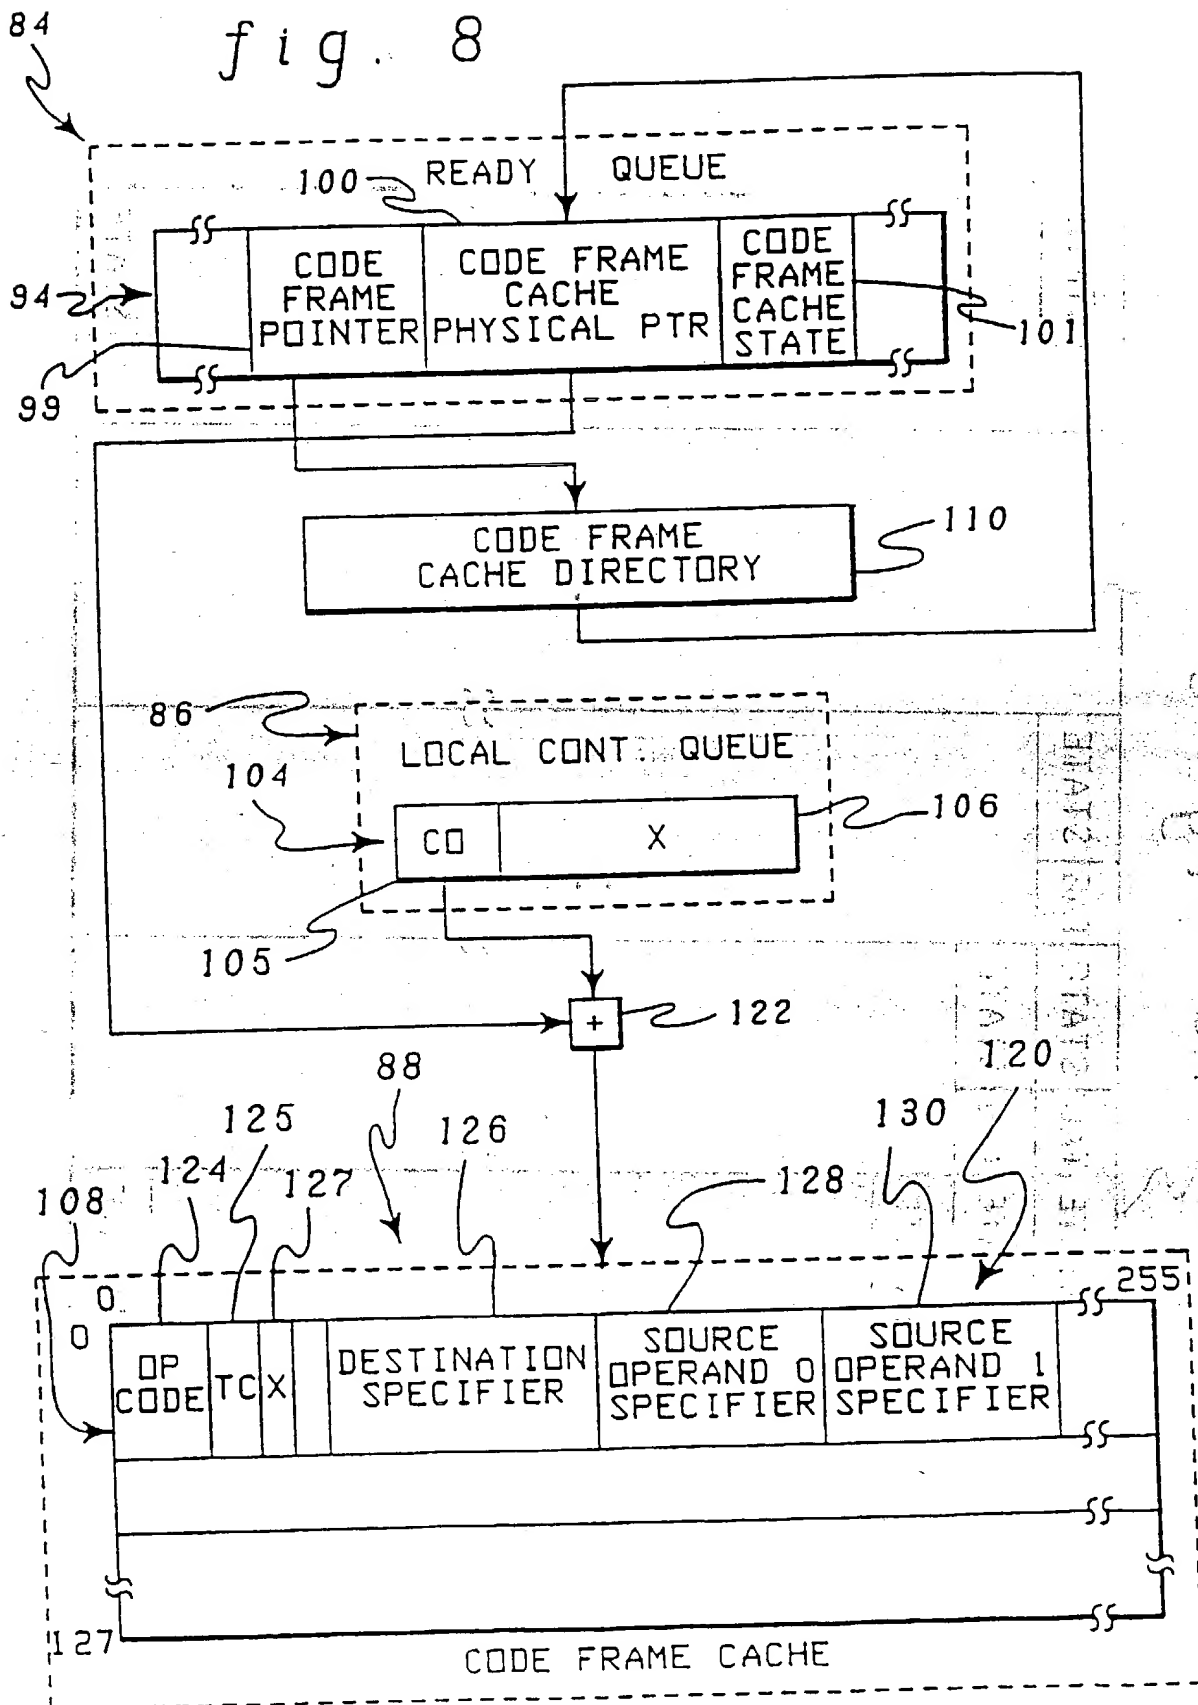 84
fig. 8
READY QUEUE
100
94
CODE FRAME POINTER
CODE FRAME CACHE PHYSICAL PTR
CODE FRAME CACHE STATE
101
99
CODE FRAME
CACHE DIRECTORY
110
86
LOCAL CONT. QUEUE
104
CO
X
106
105
+
122
88
120
125
126
130
124
127
128
108
0
255
0
OP CODE
TC
X
DESTINATION SPECIFIER
SOURCE OPERAND 0 SPECIFIER
SOURCE OPERAND 1 SPECIFIER
127
CODE FRAME CACHE